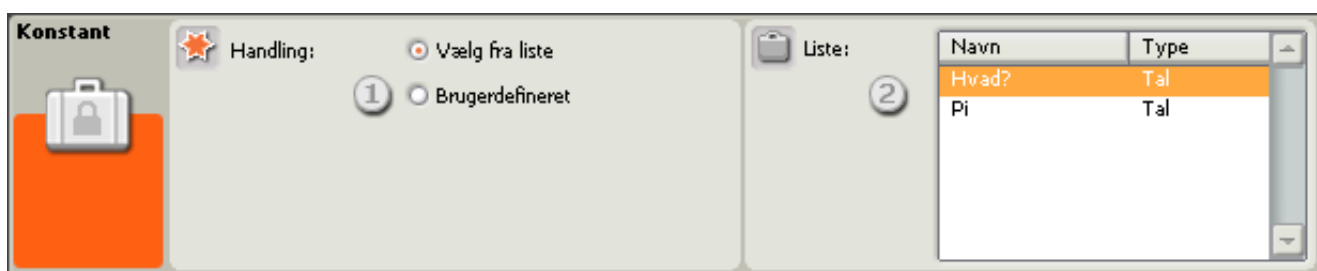 Konstant
Handling:
Vælg fra liste
1
Brugerdefineret
Liste:
2
Navn Type
Hvad? Tal
Pi Tal